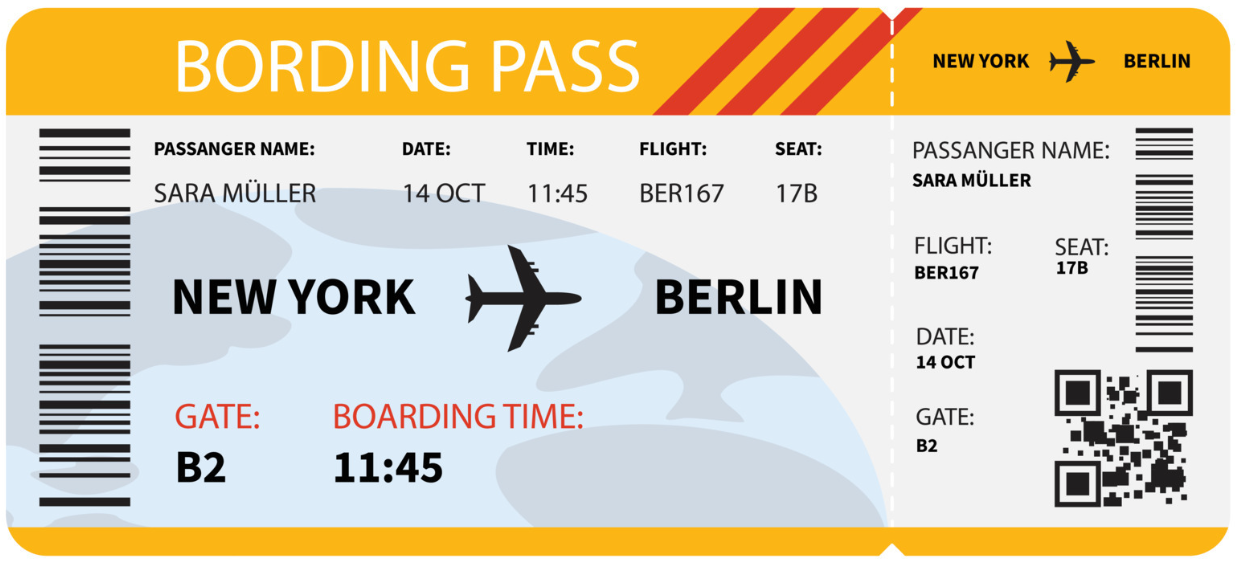 BORDING PASS
NEW YORK BERLIN
PASSANGER NAME: DATE: TIME: FLIGHT: SEAT:
SARA MÜLLER 14 OCT 11:45 BER167 17B
NEW YORK BERLIN
GATE: BOARDING TIME:
B2 11:45
PASSANGER NAME:
SARA MÜLLER
FLIGHT: SEAT:
BER167 17B
DATE:
14 OCT
GATE:
B2